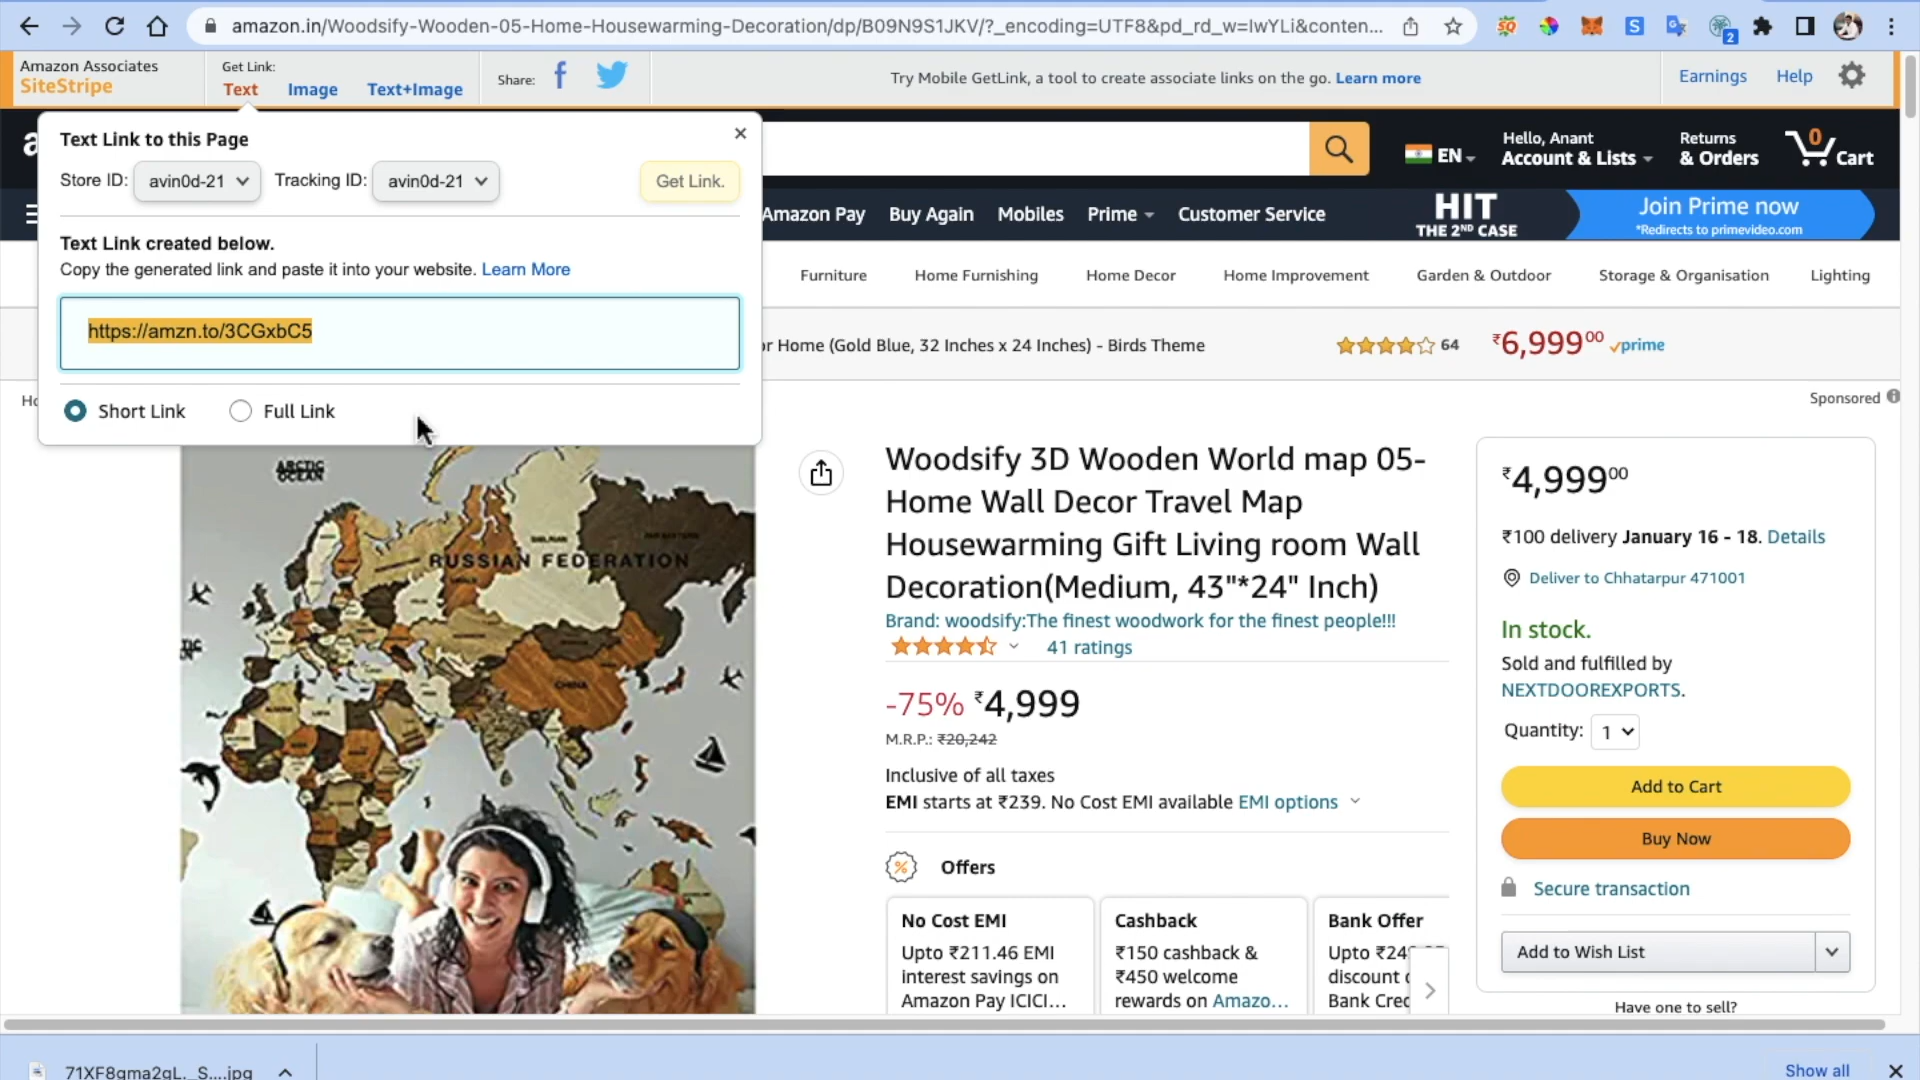 amazon.in/Woodsify-Wooden-05-Home-Housewarming-Decoration/dp/B09N9S1JKV/?_encoding=UTF8&pd_rd_w=IwYLi&conten...
2
Amazon Associates
SiteStripe
Get Link:
Text
Image
Text+Image
Share:
Try Mobile GetLink, a tool to create associate links on the go. Learn more
Earnings
Help
Text Link to this Page
Store ID:
avin0d-21
Tracking ID:
avin0d-21
Get Link.
Text Link created below.
Copy the generated link and paste it into your website. Learn More
https://amzn.to/3CGxbC5
Short Link
Full Link
EN
Hello, Anant
Account & Lists
Returns
& Orders
0
Cart
Amazon Pay
Buy Again
Mobiles
Prime
Customer Service
HIT
THE 2ND CASE
Join Prime now
*Redirects to primevideo.com
Furniture
Home Furnishing
Home Decor
Home Improvement
Garden & Outdoor
Storage & Organisation
Lighting
or Home (Gold Blue, 32 Inches x 24 Inches) - Birds Theme
64
₹6,99900
prime
Sponsored
ARCTIC
OCEAN
RUSSIAN FEDERATION
CHINA
Woodsify 3D Wooden World map 05-
Home Wall Decor Travel Map
Housewarming Gift Living room Wall
Decoration(Medium, 43"*24" Inch)
Brand: woodsify:The finest woodwork for the finest people!!!
41 ratings
-75% ₹4,999
M.R.P.: ₹20,242
Inclusive of all taxes
EMI starts at ₹239. No Cost EMI available EMI options
Offers
No Cost EMI
Upto ₹211.46 EMI
interest savings on
Amazon Pay ICICI...
Cashback
₹150 cashback &
₹450 welcome
rewards on Amazo...
Bank Offer
Upto ₹24
discount
Bank Cred
₹4,99900
₹100 delivery January 16 - 18. Details
Deliver to Chhatarpur 471001
In stock.
Sold and fulfilled by
NEXTDOOREXPORTS.
Quantity:
1
Add to Cart
Buy Now
Secure transaction
Add to Wish List
Have one to sell?
71XF8gma2gL._S....jpg
Show all